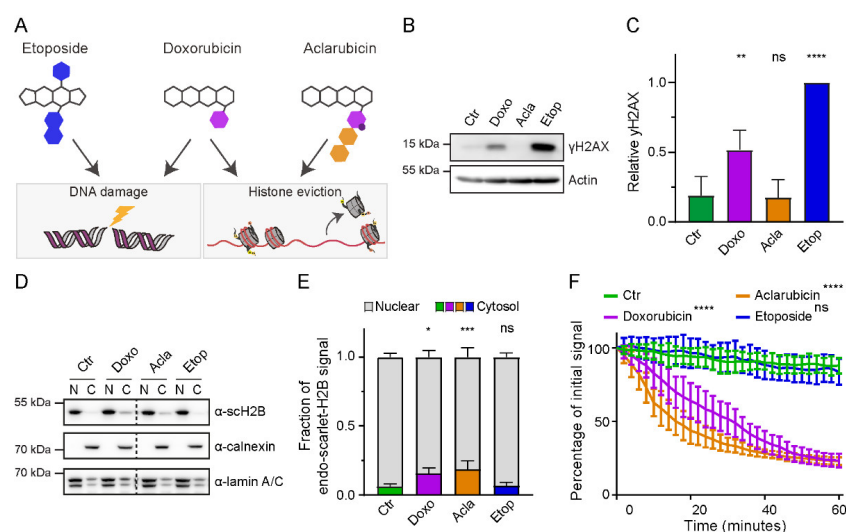 A
Etoposide
Doxorubicin
Aclarubicin
DNA damage
Histone eviction
B
Ctr
Doxo
Acla
Etop
15 kDa
γH2AX
55 kDa
Actin
C
Relative yH2AX
1.0
0.5
0.0
**
ns
****
Ctr
Doxo
Acla
Etop
D
Ctr Doxo Acla Etop
N C N C N C N C
55 kDa
α-scH2B
70 kDa
α-calnexin
70 kDa
α-lamin A/C
E
Nuclear
Cytosol
Fraction of
endo-scarlet-H2B signal
1.0
0.5
0.0
*
***
ns
Ctr
Doxo
Acla
Etop
F
Ctr
Aclarubicin****
Doxorubicin****
Etoposide ns
Percentage of initial signal
100
50
0
0 20 40 60
Time (minutes)